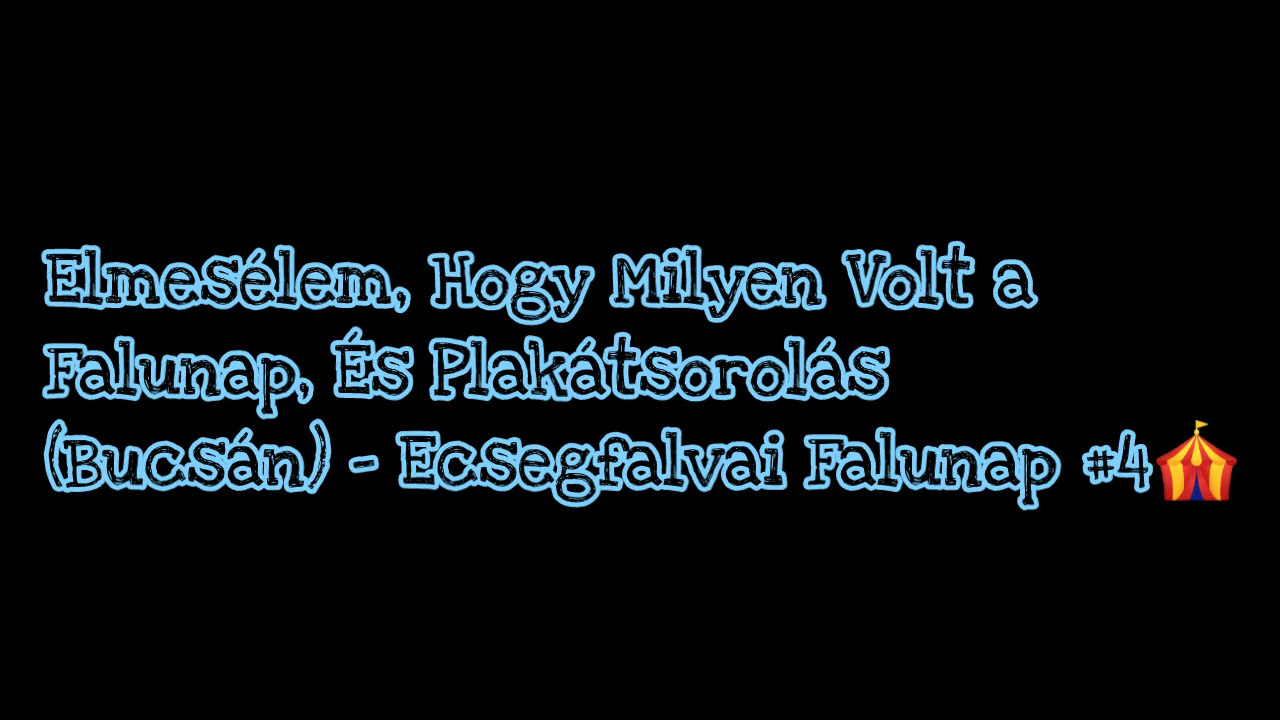 Elmesélem, Hogy Milyen Volt a
Falunap, És Plakátsorolás
(Bucsán) - Ecsegfalvai Falunap #4🎪